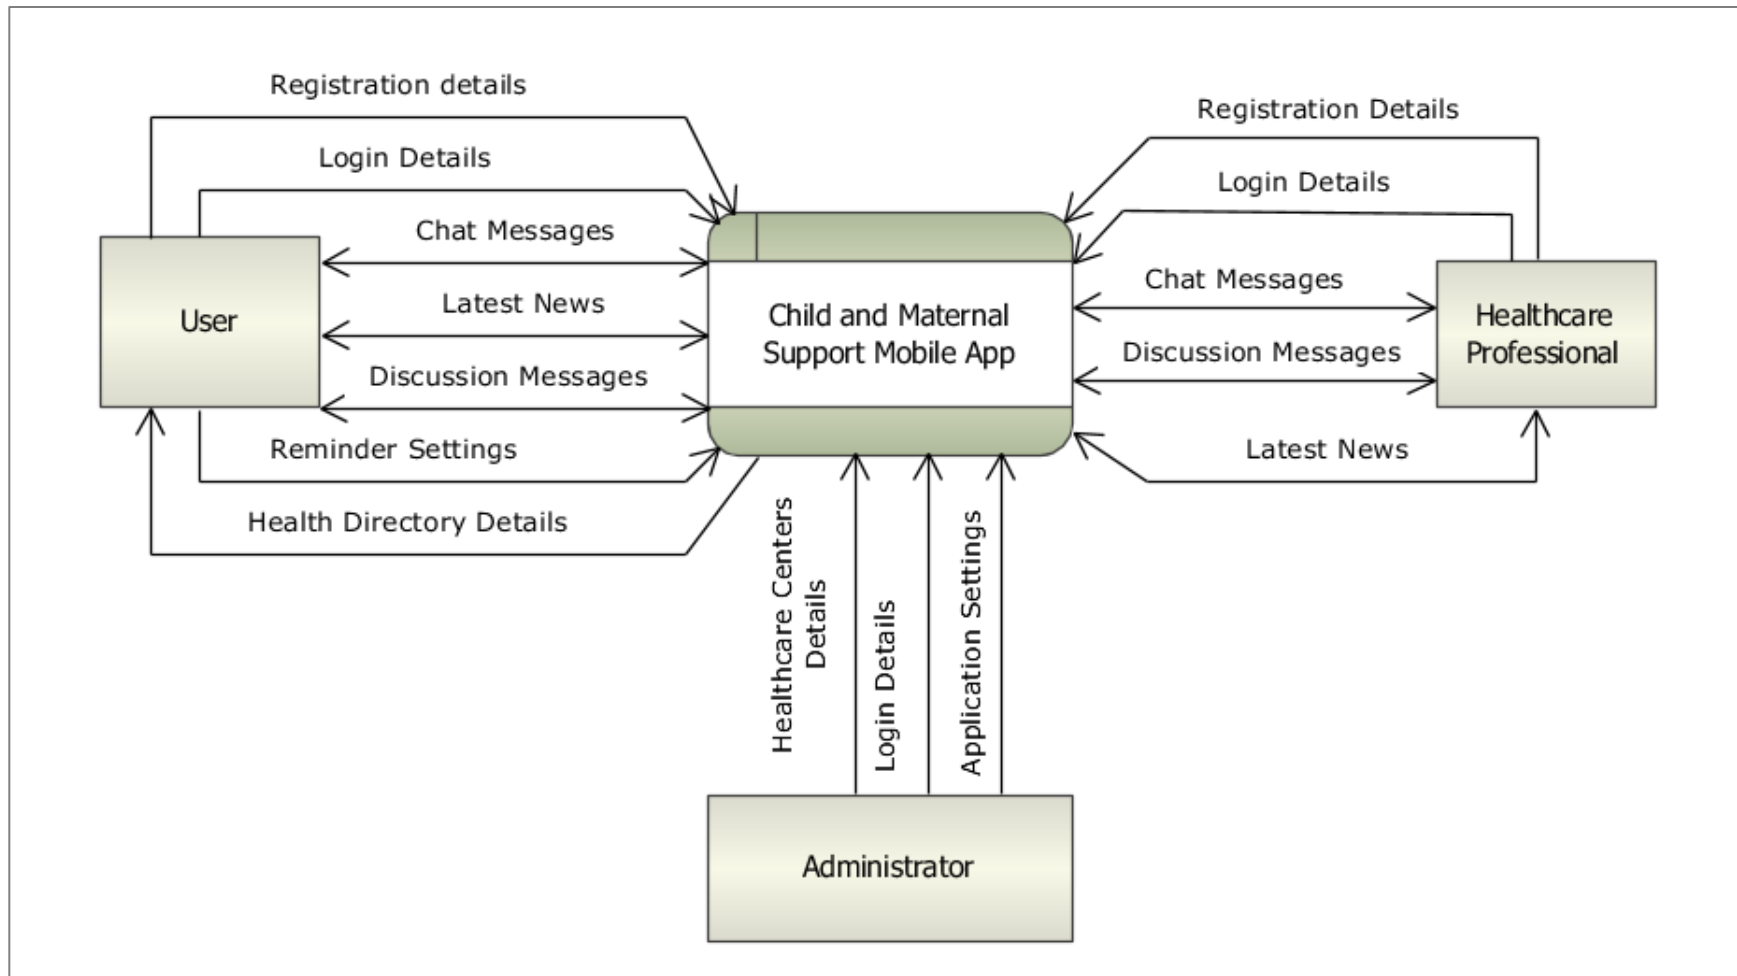 Registration details
Login Details
Chat Messages
Latest News
Discussion Messages
Reminder Settings
Health Directory Details
User
Child and Maternal
Support Mobile App
Registration Details
Login Details
Chat Messages
Discussion Messages
Latest News
Healthcare
Professional
Healthcare Centers
Details
Login Details
Application Settings
Administrator